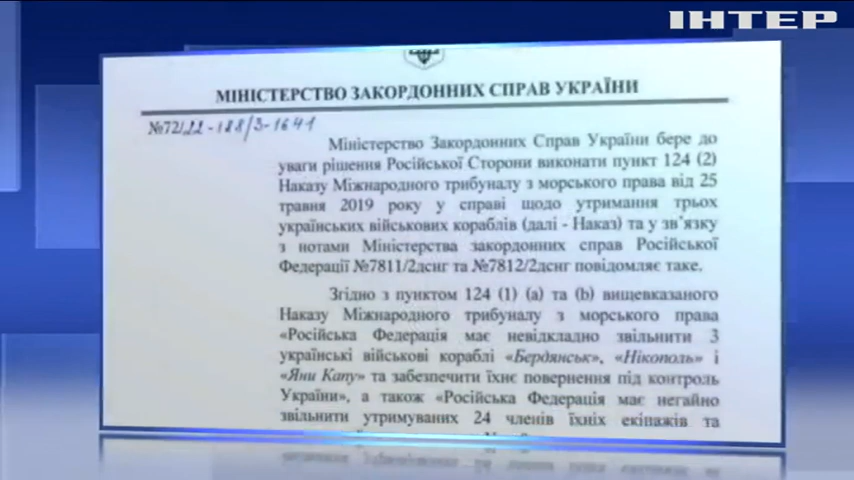 ІНТЕР
МІНІСТЕРСТВО ЗАКОРДОННИХ СПРАВ УКРАЇНИ
№72/22-188/3-1641
Міністерство Закордонних Справ України бере до
уваги рішення Російської Сторони виконати пункт 124 (2)
Наказу Міжнародного трибуналу з морського права від 25
травня 2019 року у справі щодо утримання трьох
українських військових кораблів (далі - Наказ) та у зв’язку
з нотами Міністерства закордонних справ Російської
Федерації №7811/2дснг та №7812/2дснг повідомляє таке.
Згідно з пунктом 124 (1) (a) та (b) вищевказаного
Наказу Міжнародного трибуналу з морського права
«Російська Федерація має невідкладно звільнити 3
українські військові кораблі «Бердянськ», «Нікополь» і
«Яни Капу» та забезпечити їхнє повернення під контроль
України», а також «Російська Федерація має негайно
звільнити утримуваних 24 членів їхніх екіпажів та